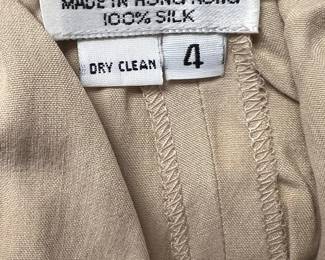 MADE IN HONG KONG
100% SILK
DRY CLEAN 4